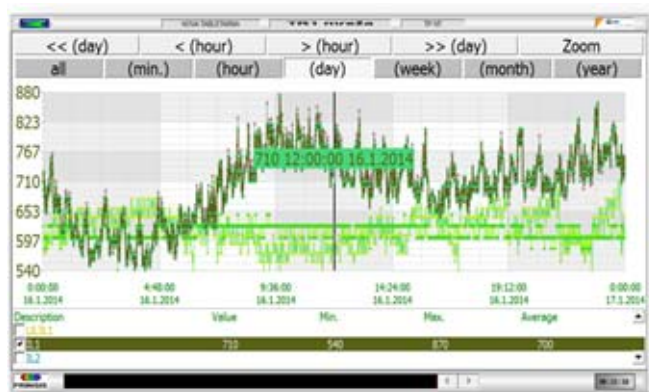 << (day) < (hour) > (hour) >> (day) Zoom
all (min.) (hour) (day) (week) (month) (year)
880
823
767
710
653
597
540
710 12:00:00 16.1.2014
0:00:00 4:48:00 9:36:00 14:24:00 19:12:00 0:00:00
16.1.2014 16.1.2014 16.1.2014 16.1.2014 16.1.2014 17.1.2014
Description Value Min. Max. Average
IL1 710 540 870 700
IL2